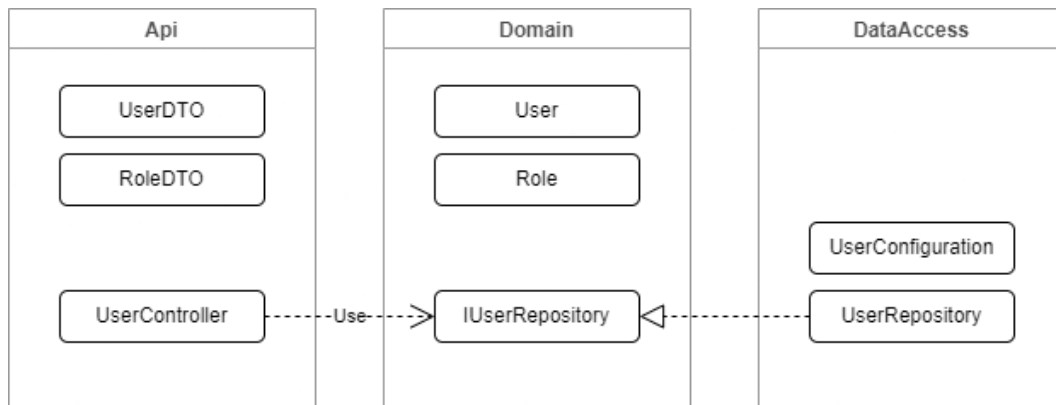 Api
Domain
DataAccess
UserDTO
User
RoleDTO
Role
UserConfiguration
UserController
Use
IUserRepository
UserRepository